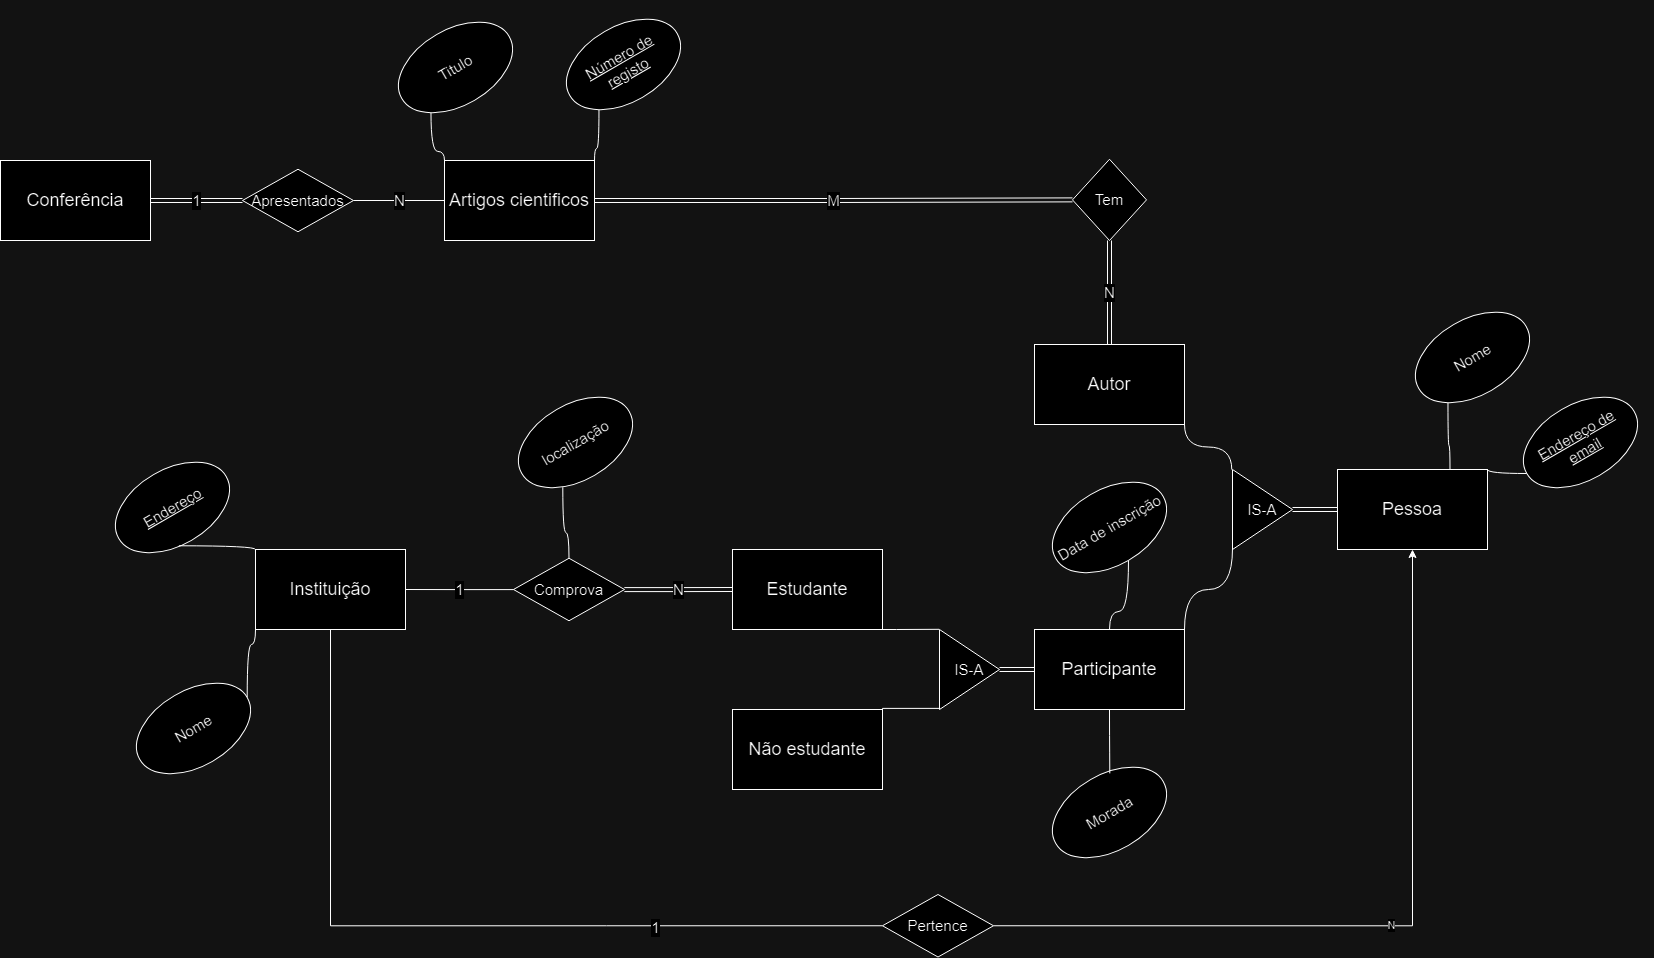 Titulo
Número de
registo
Conferência
1
Apresentados
N
Artigos cientificos
M
Tem
N
Autor
Nome
Endereço de
email
localização
Endereço
Data de inscrição
IS-A
Pessoa
Instituição
1
Comprova
N
Estudante
IS-A
Participante
Nome
Não estudante
Morada
1
Pertence
N